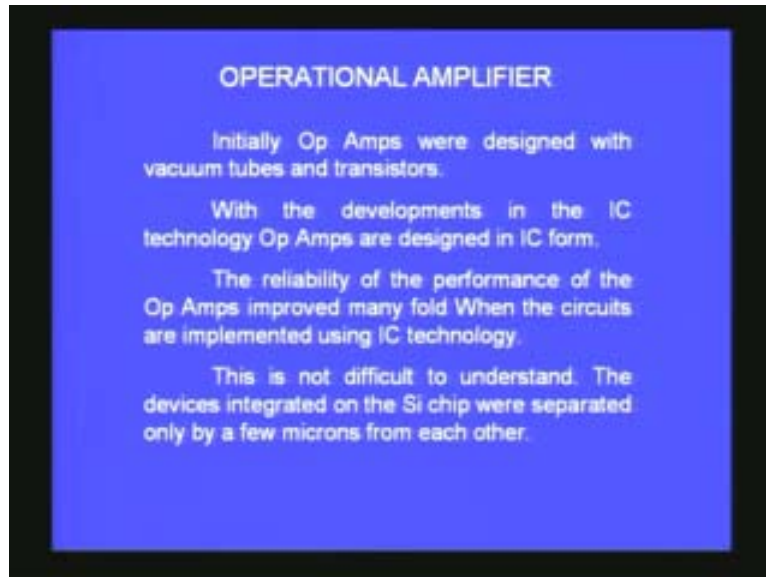 OPERATIONAL AMPLIFIER
Initially Op Amps were designed with
vacuum tubes and transistors.
With the developments in the IC
technology Op Amps are designed in IC form.
The reliability of the performance of the
Op Amps improved many fold When the circuits
are implemented using IC technology.
This is not difficult to understand. The
devices integrated on the Si chip were separated
only by a few microns from each other.